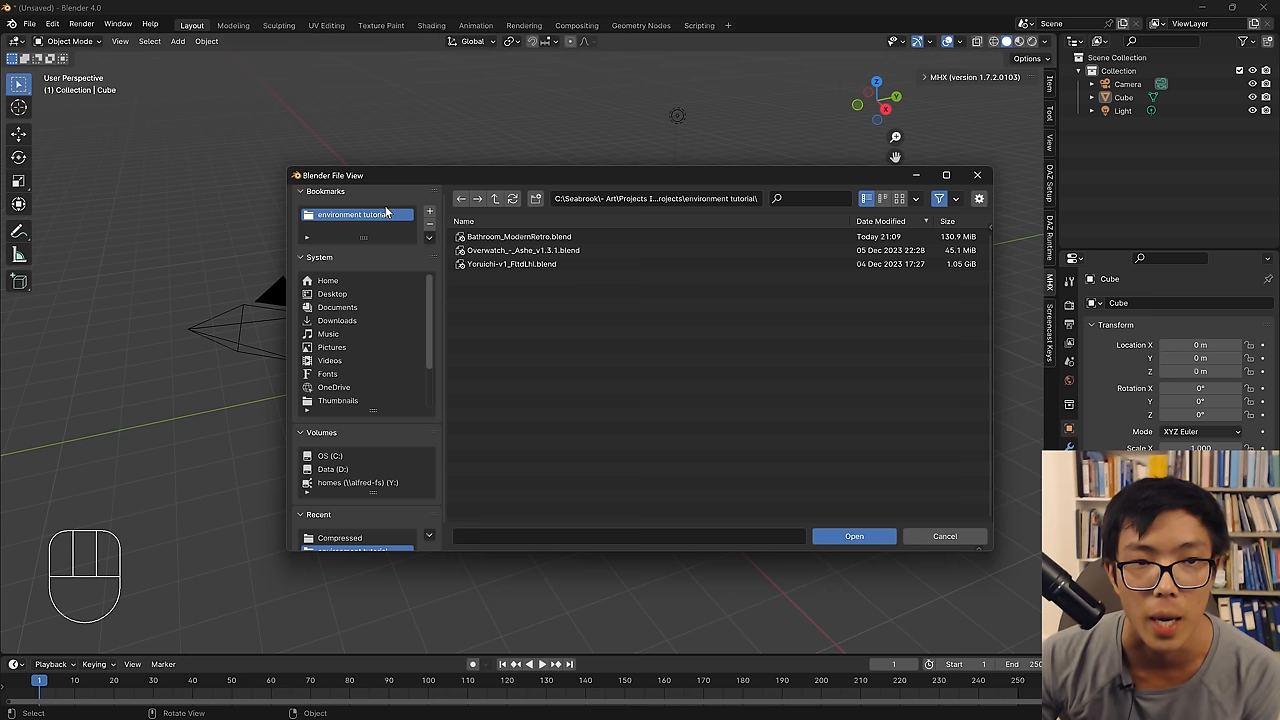 * (Unsaved) - Blender 4.0
File Edit Render Window Help Layout Modeling Sculpting UV Editing Texture Paint Shading Animation Rendering Compositing Geometry Nodes Scripting + Scene ViewLayer
Object Mode View Select Add Object Global
Options
User Perspective
(1) Collection | Cube
MHX (version 1.7.2.0103)
Z
Y
X
Item
Tool
View
DAZ Setup
DAZ Runtime
MHX
Screencast Keys
Scene Collection
Collection
Camera
Cube
Light
Blender File View
Bookmarks
environment tutorial
System
Home
Desktop
Documents
Downloads
Music
Pictures
Videos
Fonts
OneDrive
Thumbnails
Volumes
OS (C:)
Data (D:)
homes (\\alfred-fs) (Y:)
Recent
Compressed
C:\Seabrook\- Art\Projects I...rojects\environment tutorial\
Name Date Modified Size
Bathroom_ModernRetro.blend Today 21:09 130.9 MiB
Overwatch_-_Ashe_v1.3.1.blend 05 Dec 2023 22:28 45.1 MiB
Yoruichi-v1_FltdLhi.blend 04 Dec 2023 17:27 1.05 GiB
Open Cancel
Cube
Cube
Transform
Location X 0 m
Y 0 m
Z 0 m
Rotation X 0°
Y 0°
Z 0°
Mode XYZ Euler
Scale X 1.000
Playback Keying View Marker 1 Start 1 End 250
1 10 20 30 40 50 60 70 80 90 100 110 120 130 140 150 160 170 180 190 200 210 220 230 240 250
Select Rotate View Object